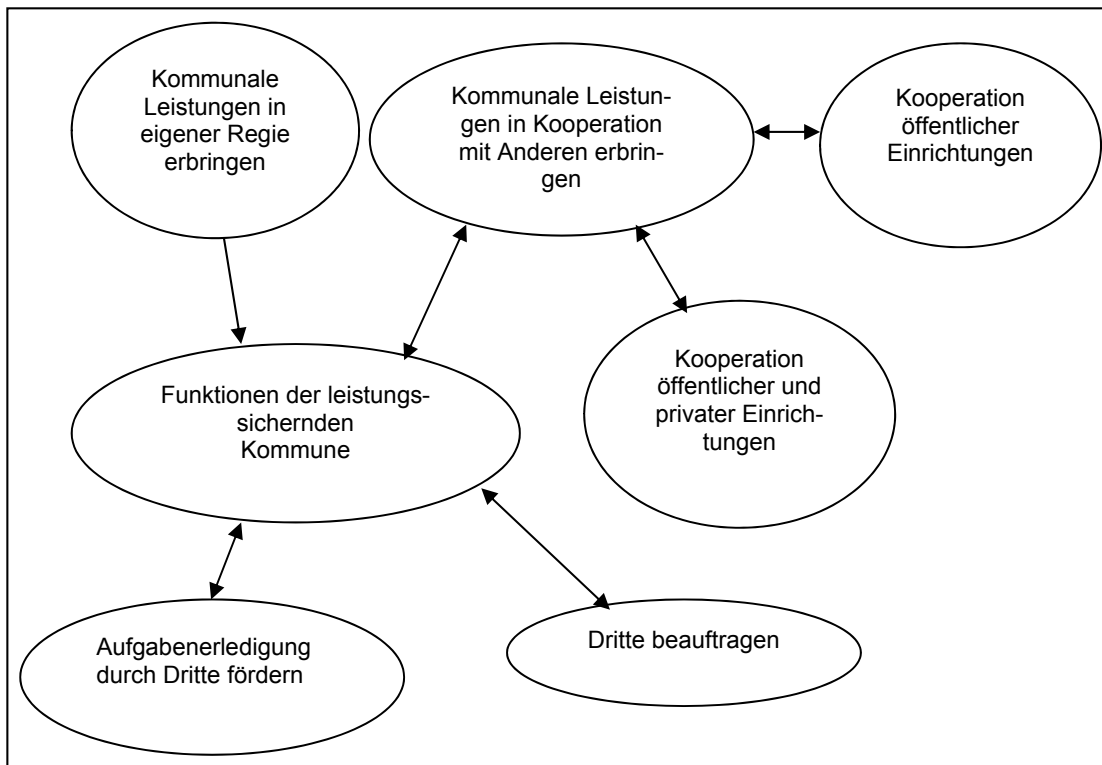 Kommunale
Leistungen in
eigener Regie
erbringen
Kommunale Leistun-
gen in Kooperation
mit Anderen erbrin-
gen
Kooperation
öffentlicher
Einrichtungen
Funktionen der leistungs-
sichernden
Kommune
Kooperation
öffentlicher und
privater Einrich-
tungen
Aufgabenerledigung
durch Dritte fördern
Dritte beauftragen